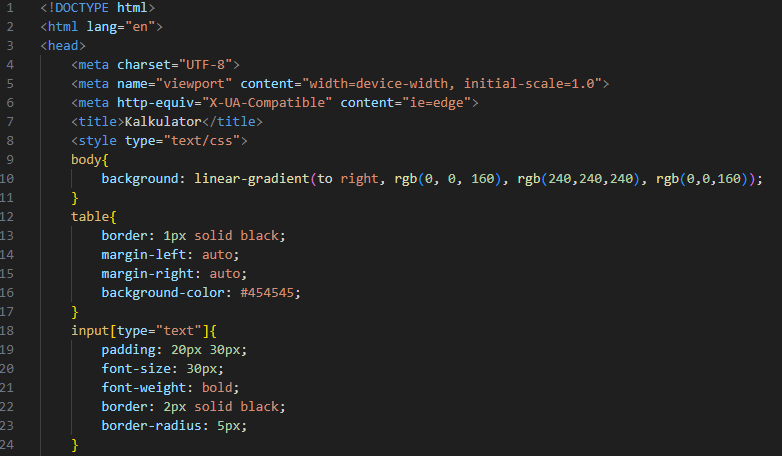 1 <!DOCTYPE html>
2 <html lang="en">
3 <head>
4 <meta charset="UTF-8">
5 <meta name="viewport" content="width=device-width, initial-scale=1.0">
6 <meta http-equiv="X-UA-Compatible" content="ie=edge">
7 <title>Kalkulator</title>
8 <style type="text/css">
9 body{
10 background: linear-gradient(to right, rgb(0, 0, 160), rgb(240,240,240), rgb(0,0,160));
11 }
12 table{
13 border: 1px solid black;
14 margin-left: auto;
15 margin-right: auto;
16 background-color: #454545;
17 }
18 input[type="text"]{
19 padding: 20px 30px;
20 font-size: 30px;
21 font-weight: bold;
22 border: 2px solid black;
23 border-radius: 5px;
24 }